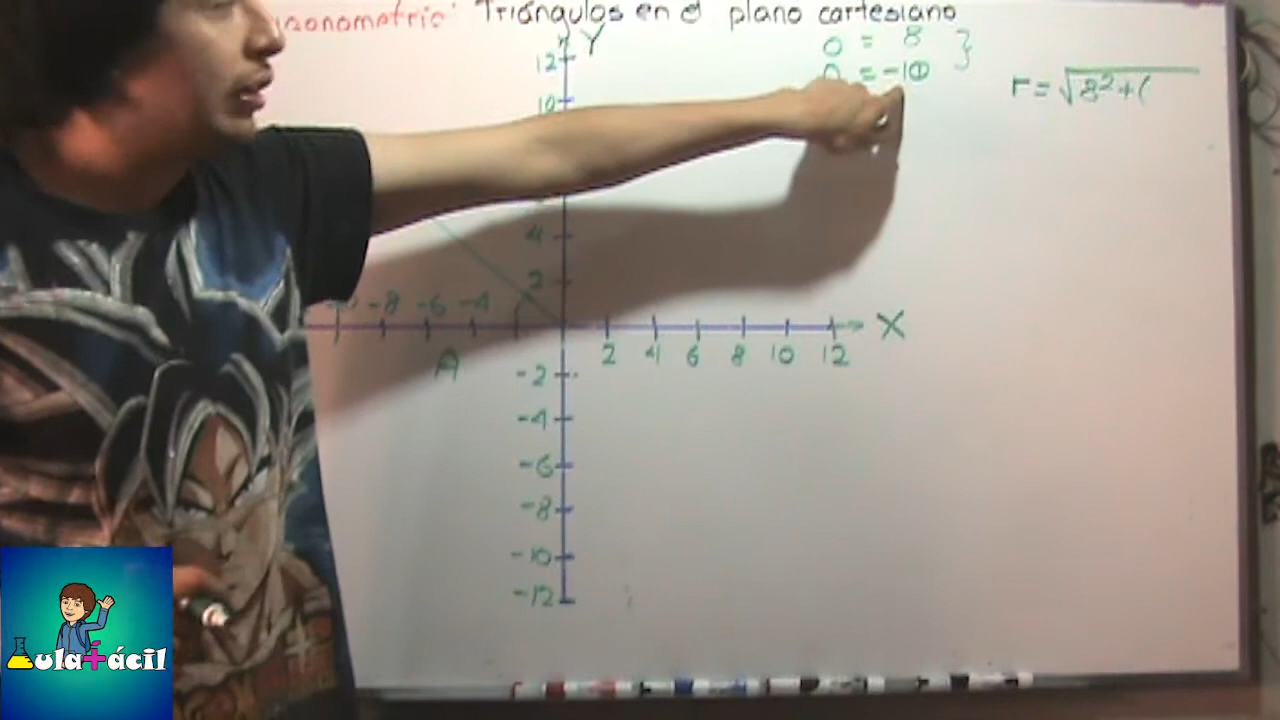 Triángulos en el plano cartesiano
Y
12
10
O = 8
= -10
r = √8²+(
4
2
-8 -6 -4
X
2 4 6 8 10 12
A
-2
-4
-6
-8
-10
-12
Aula+ácil